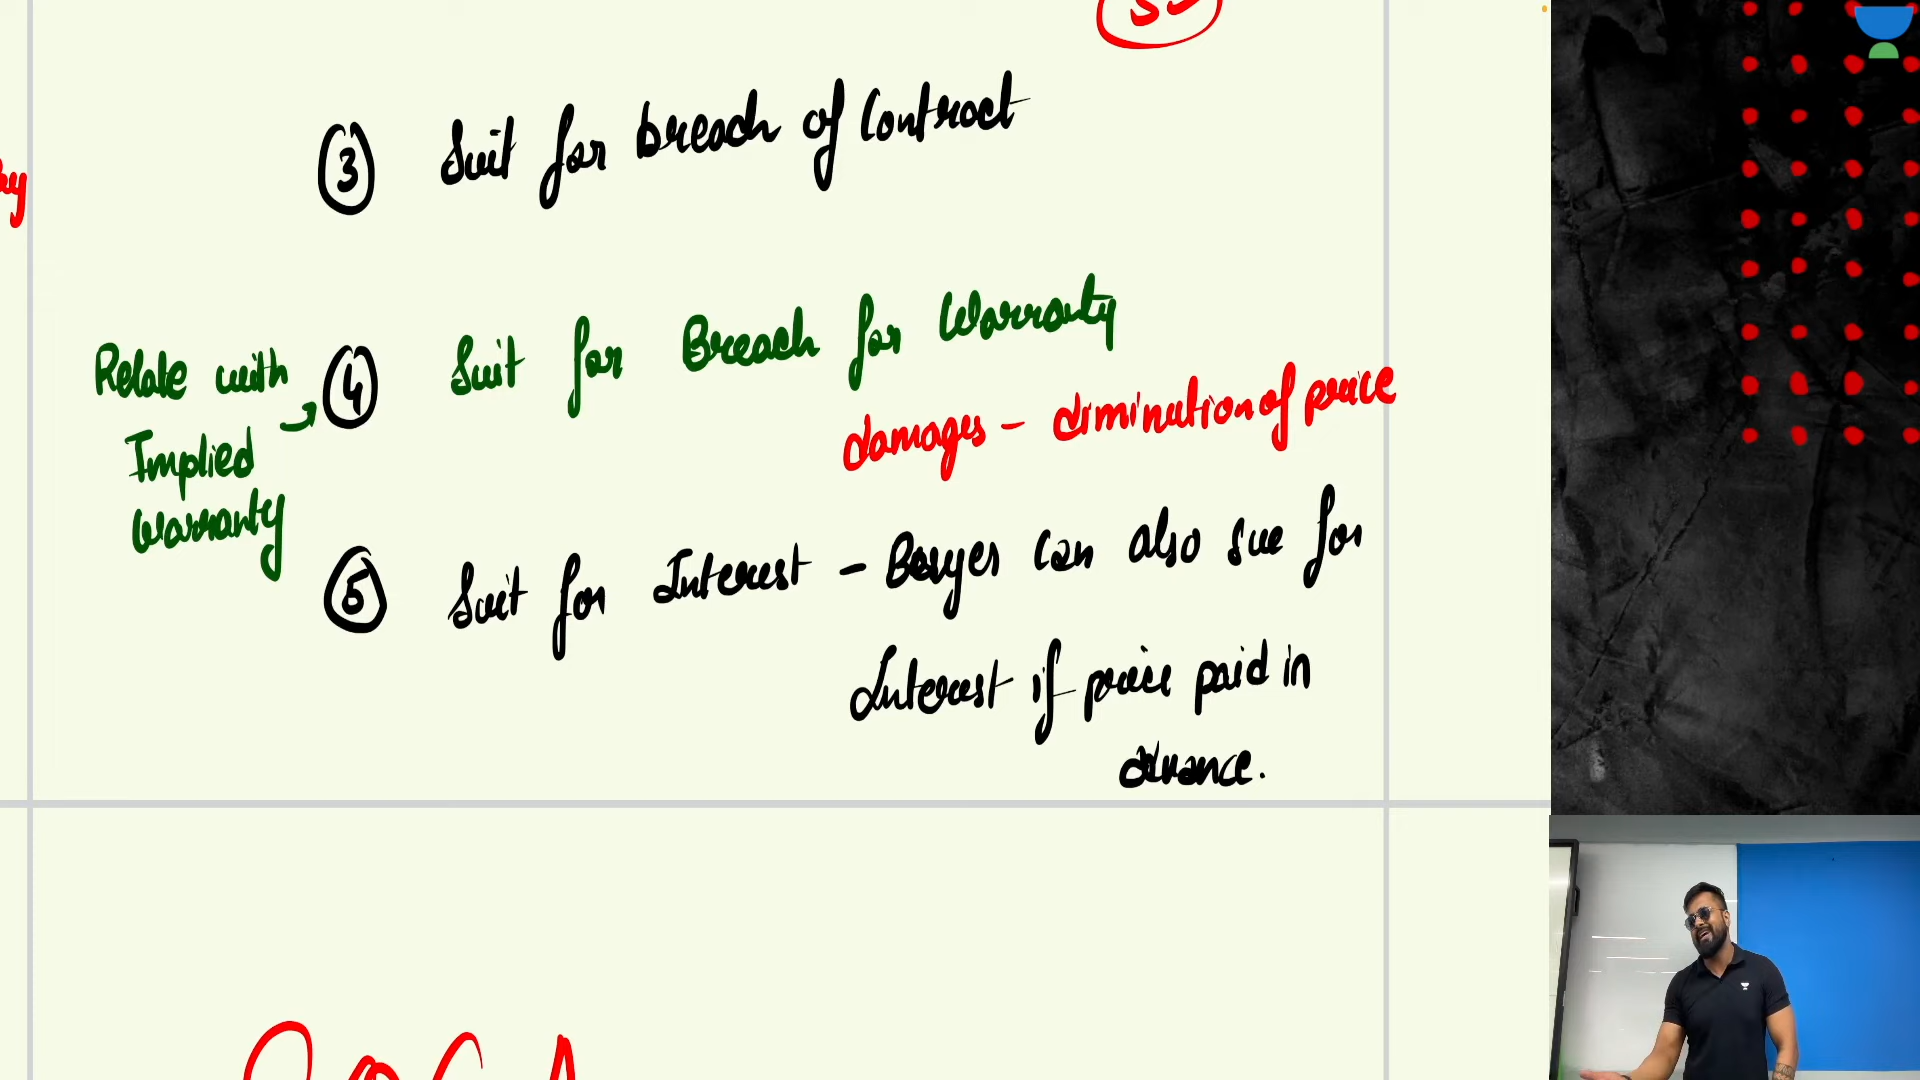 ③ Suit for breach of Contract
④ Suit for Breach for Warranty
Relate with
Implied
Warranty
damages - diminution of price
⑤ Suit for Interest - Buyer can also sue for
Interest if price paid in
advance.